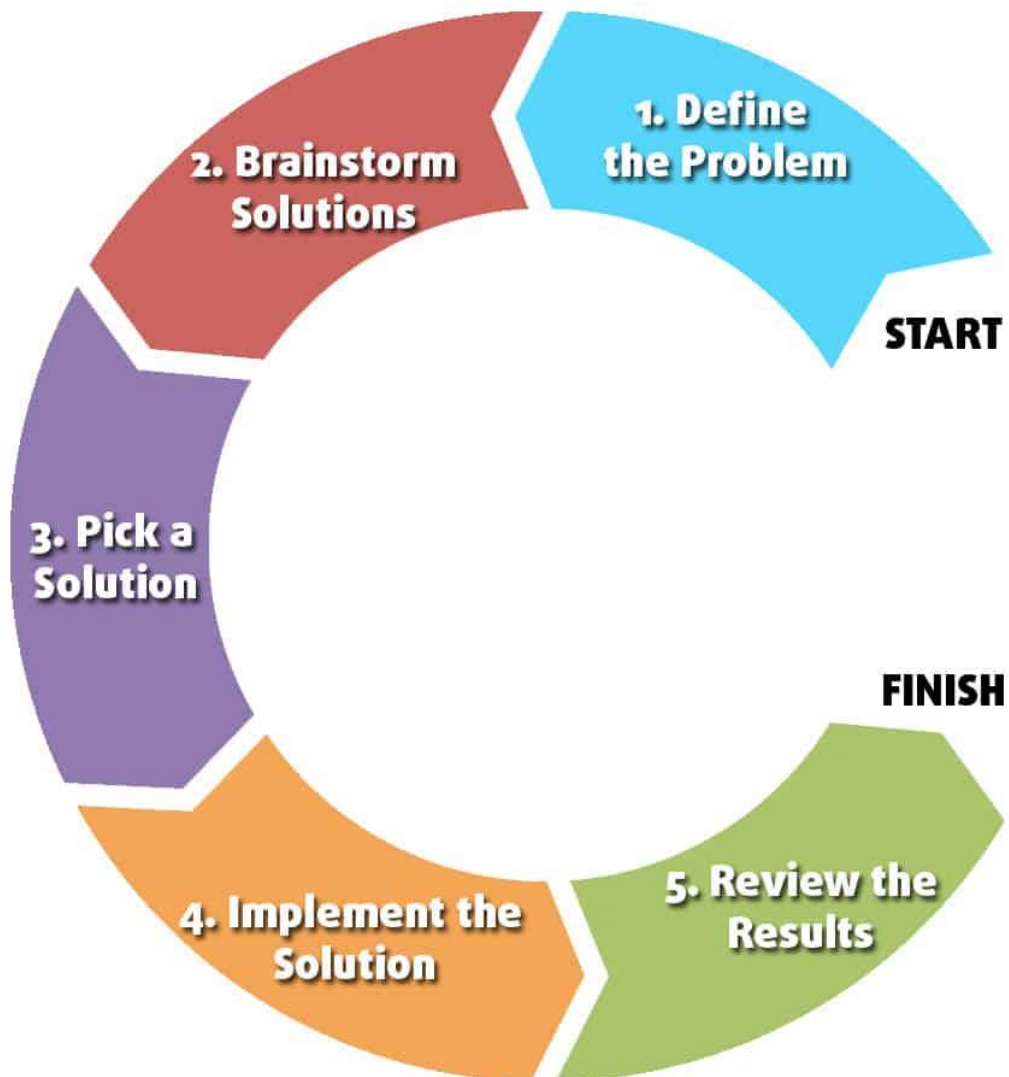 1. Define
the Problem
2. Brainstorm
Solutions
START
3. Pick a
Solution
FINISH
4. Implement the
Solution
5. Review the
Results